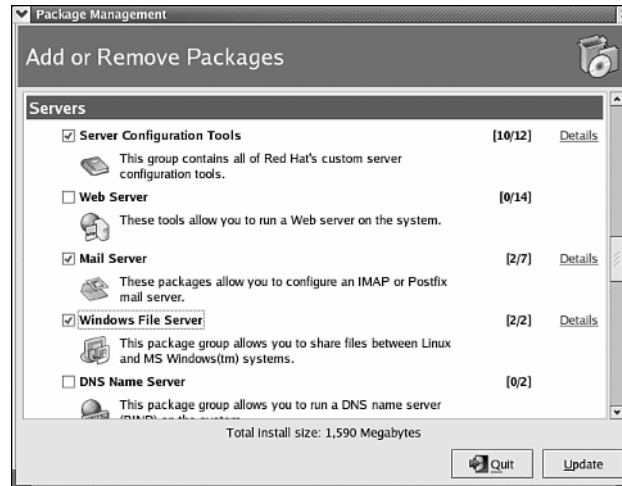 Package Management
Add or Remove Packages
Servers
Server Configuration Tools [10/12] Details
This group contains all of Red Hat's custom server
configuration tools.
Web Server [0/14]
These tools allow you to run a Web server on the system.
Mail Server [2/7] Details
These packages allow you to configure an IMAP or Postfix
mail server.
Windows File Server [2/2] Details
This package group allows you to share files between Linux
and MS Windows(tm) systems.
DNS Name Server [0/2]
This package group allows you to run a DNS name server
(BIND) on the system.
Total install size: 1,590 Megabytes
Quit Update